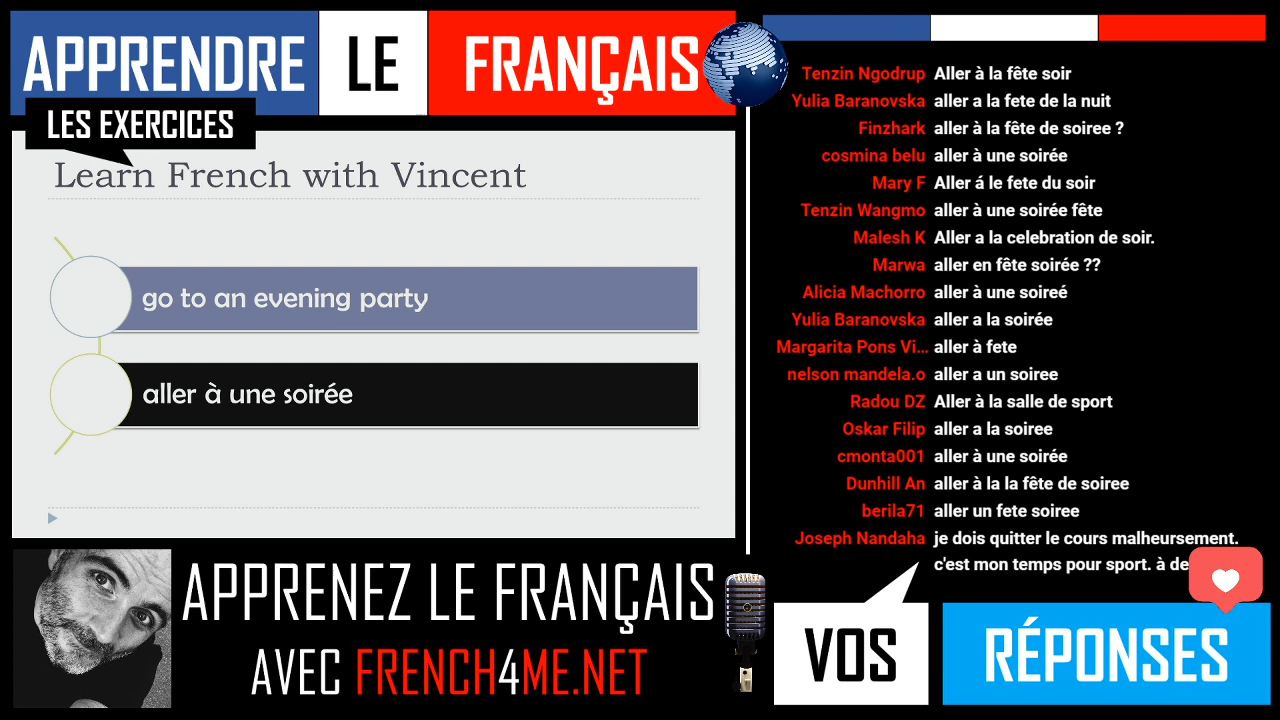 APPRENDRE LE FRANÇAIS
LES EXERCICES
Learn French with Vincent
go to an evening party
aller à une soirée
APPRENEZ LE FRANÇAIS
AVEC FRENCH4ME.NET
Tenzin Ngodrup Aller à la fête soir
Yulia Baranovska aller a la fete de la nuit
Finzhark aller à la fête de soiree ?
cosmina belu aller à une soirée
Mary F Aller á le fete du soir
Tenzin Wangmo aller à une soirée fête
Malesh K Aller a la celebration de soir.
Marwa aller en fête soirée ??
Alicia Machorro aller à une soireé
Yulia Baranovska aller a la soirée
Margarita Pons Vi... aller à fete
nelson mandela.o aller a un soiree
Radou DZ Aller à la salle de sport
Oskar Filip aller a la soiree
cmonta001 aller à une soirée
Dunhill An aller à la la fête de soiree
berila71 aller un fete soiree
Joseph Nandaha je dois quitter le cours malheursement.
c'est mon temps pour sport. à de
VOS RÉPONSES